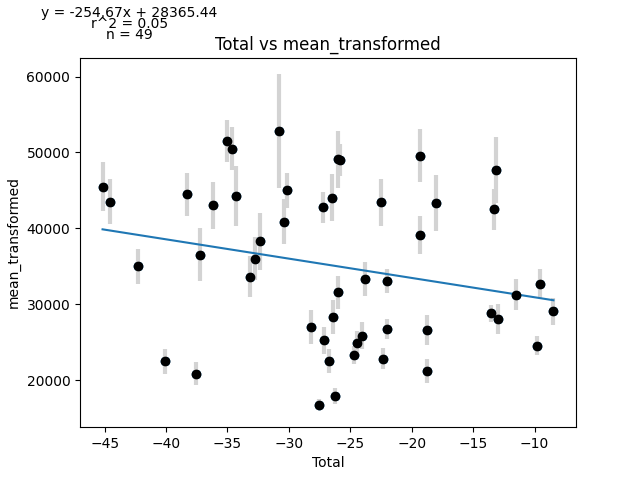 y = -254.67x + 28365.44
r^2 = 0.05
n = 49
Total vs mean_transformed
60000
50000
40000
30000
20000
mean_transformed
−45 −40 −35 −30 −25 −20 −15 −10
Total